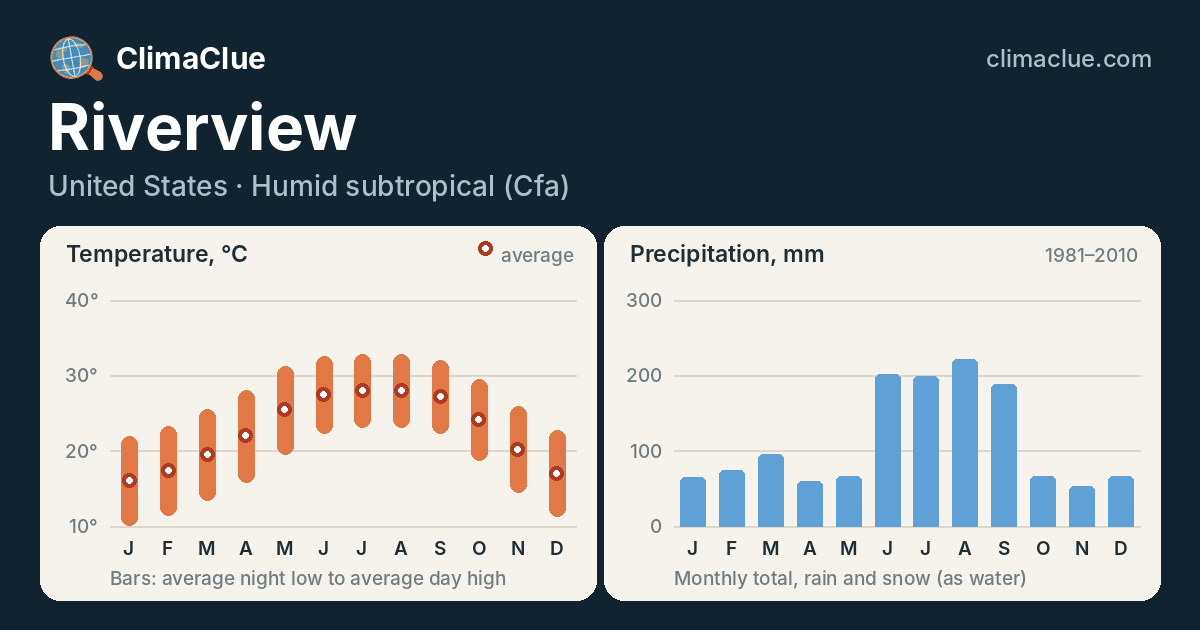 ClimaClue
climaclue.com
Riverview
United States · Humid subtropical (Cfa)
Temperature, °C
average
40°
30°
20°
10°
J F M A M J J A S O N D
Bars: average night low to average day high
Precipitation, mm
1981–2010
300
200
100
0
J F M A M J J A S O N D
Monthly total, rain and snow (as water)